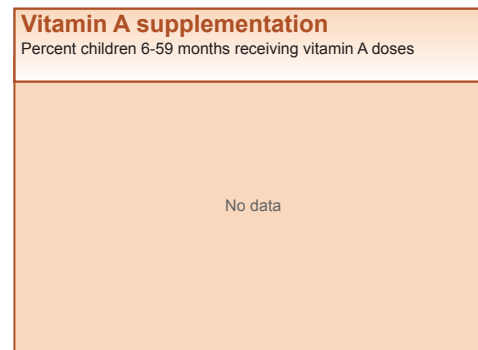 Vitamin A supplementation
Percent children 6-59 months receiving vitamin A doses
No data